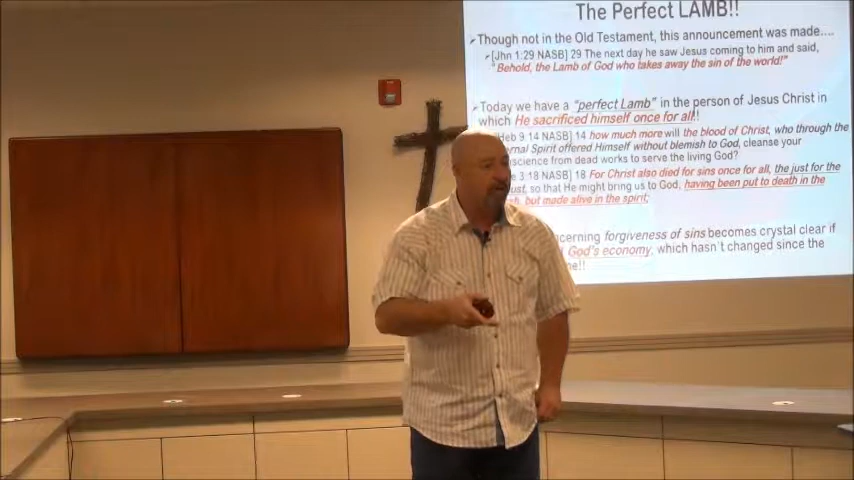 The Perfect LAMB!!
Though not in the Old Testament, this announcement was made....
[Jhn 1:29 NASB] 29 The next day he saw Jesus coming to him and said,
"Behold, the Lamb of God who takes away the sin of the world!"
Today we have a "perfect Lamb" in the person of Jesus Christ in
which He sacrificed himself once for all!
[Heb 9:14 NASB] 14 how much more will the blood of Christ, who through the
Spirit offered Himself without blemish to God, cleanse your
from dead works to serve the living God?
3:18 NASB] 18 For Christ also died for sins once for all, the just for the
so that He might bring us to God, having been put to death in the
but made alive in the spirit;
forgiveness of sins becomes crystal clear if
God's economy, which hasn't changed since